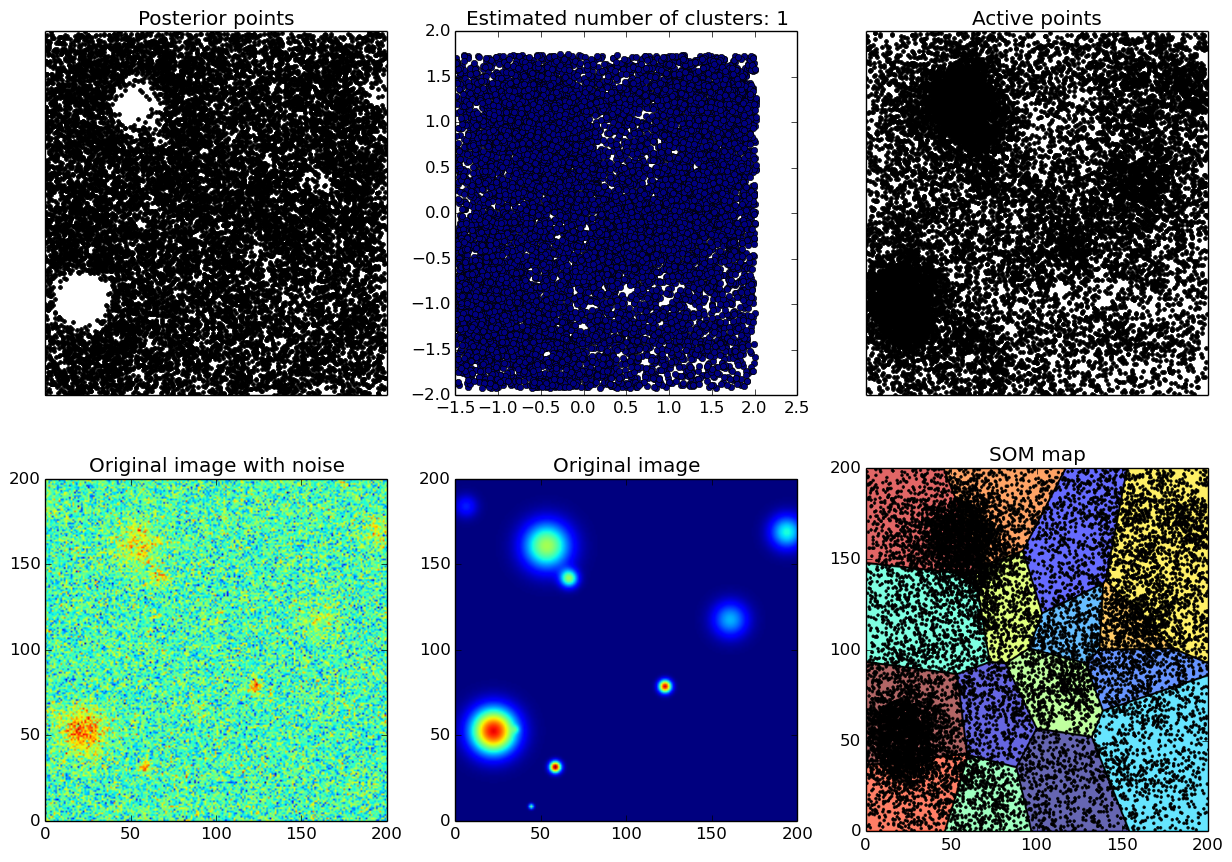 Posterior points
Estimated number of clusters: 1
Active points
2.0
1.5
1.0
0.5
0.0
−0.5
−1.0
−1.5
−2.0
−1.5 −1.0 −0.5 0.0 0.5 1.0 1.5 2.0 2.5
Original image with noise
Original image
SOM map
200
150
100
50
0
0 50 100 150 200
200
150
100
50
0
0 50 100 150 200
200
150
100
50
0
0 50 100 150 200